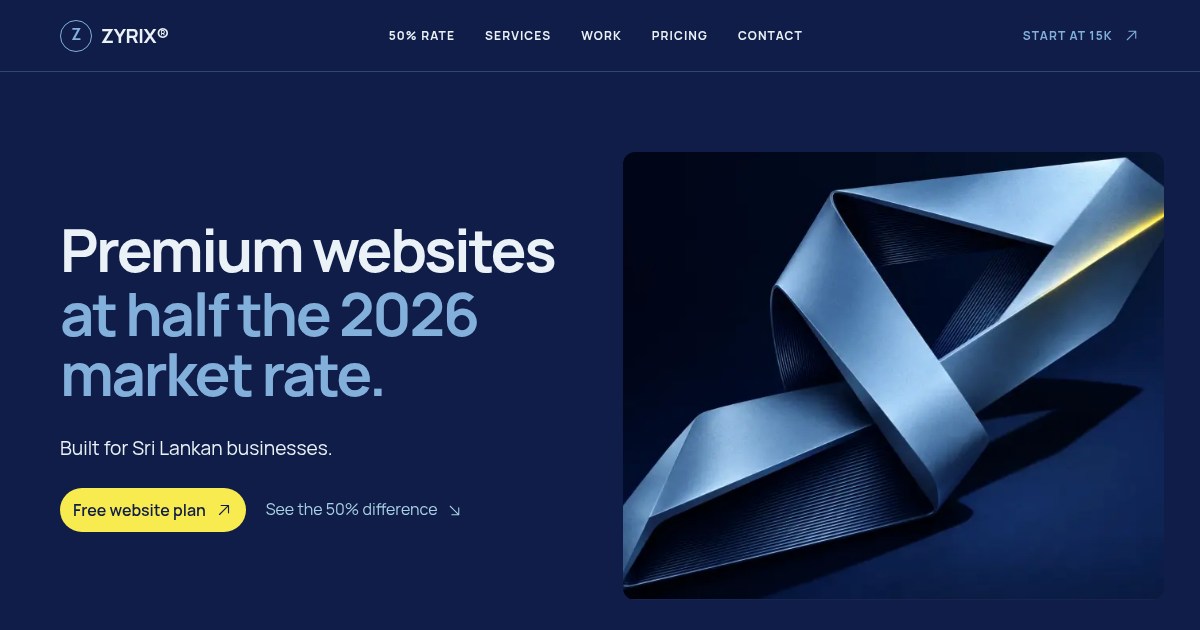 Z ZYRIX®
50% RATE SERVICES WORK PRICING CONTACT
START AT 15K
Premium websites
at half the 2026
market rate.
Built for Sri Lankan businesses.
Free website plan
See the 50% difference